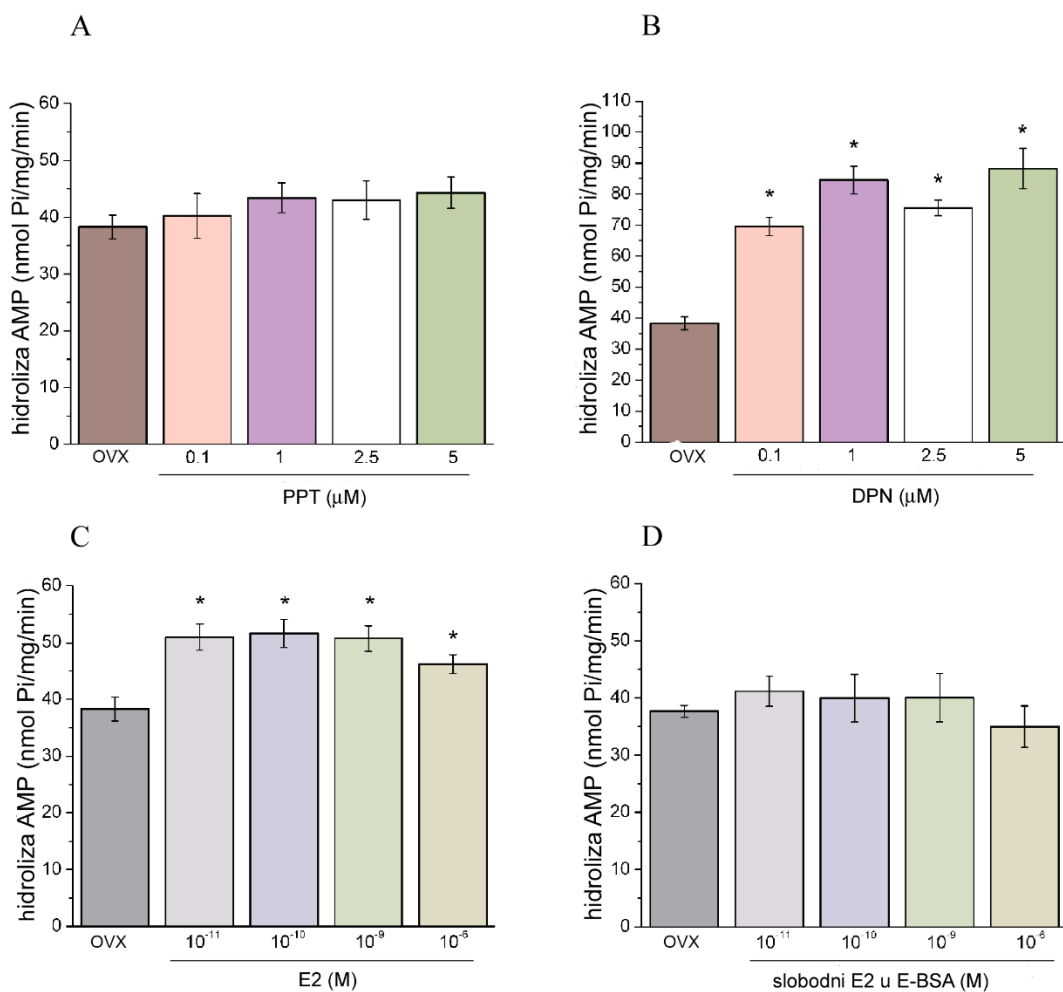 A
hidroliza AMP (nmol Pi/mg/min)
60
50
40
30
20
10
0
OVX 0.1 1 2.5 5
PPT (μM)
B
hidroliza AMP (nmol Pi/mg/min)
110
100
90
80
70
60
50
40
30
20
10
0
* * * *
OVX 0.1 1 2.5 5
DPN (μM)
C
hidroliza AMP (nmol Pi/mg/min)
60
50
40
30
20
10
0
* * * *
OVX 10⁻¹¹ 10⁻¹⁰ 10⁻⁹ 10⁻⁶
E2 (M)
D
hidroliza AMP (nmol Pi/mg/min)
60
50
40
30
20
10
0
OVX 10⁻¹¹ 10⁻¹⁰ 10⁻⁹ 10⁻⁶
slobodni E2 u E-BSA (M)